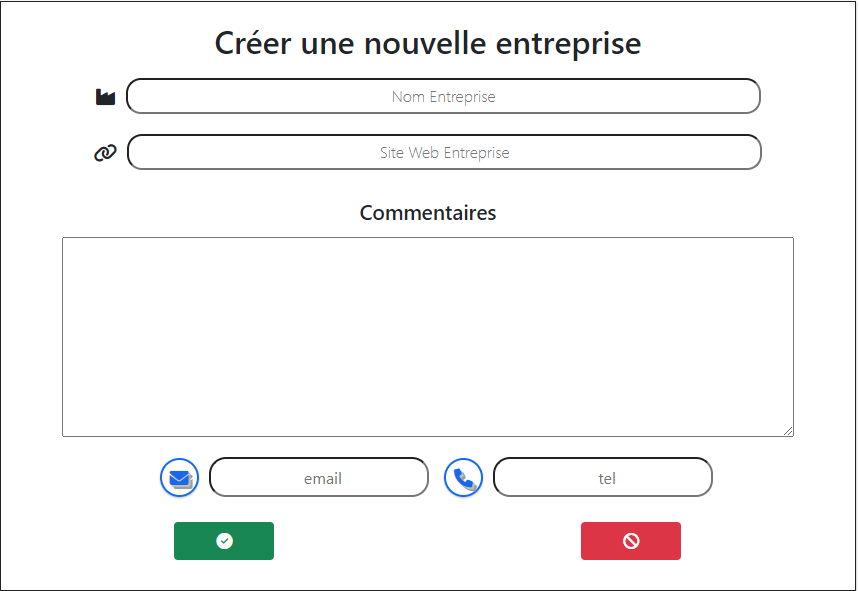 Créer une nouvelle entreprise
Nom Entreprise
Site Web Entreprise
Commentaires
email
tel